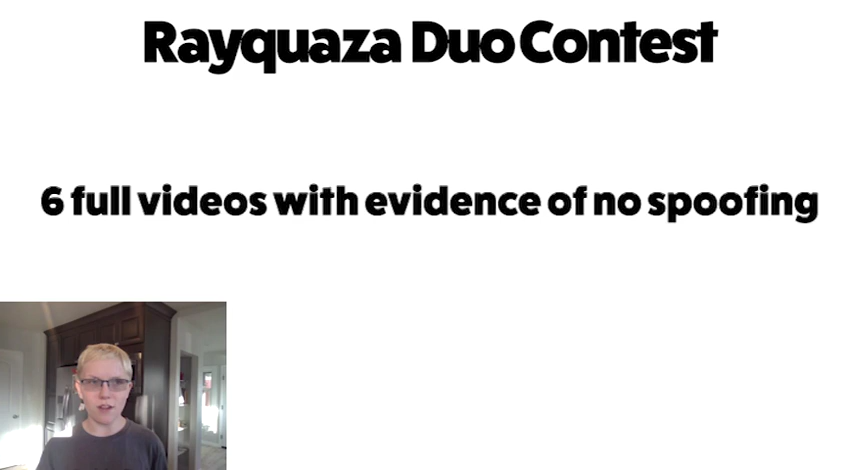 Rayquaza Duo Contest
6 full videos with evidence of no spoofing